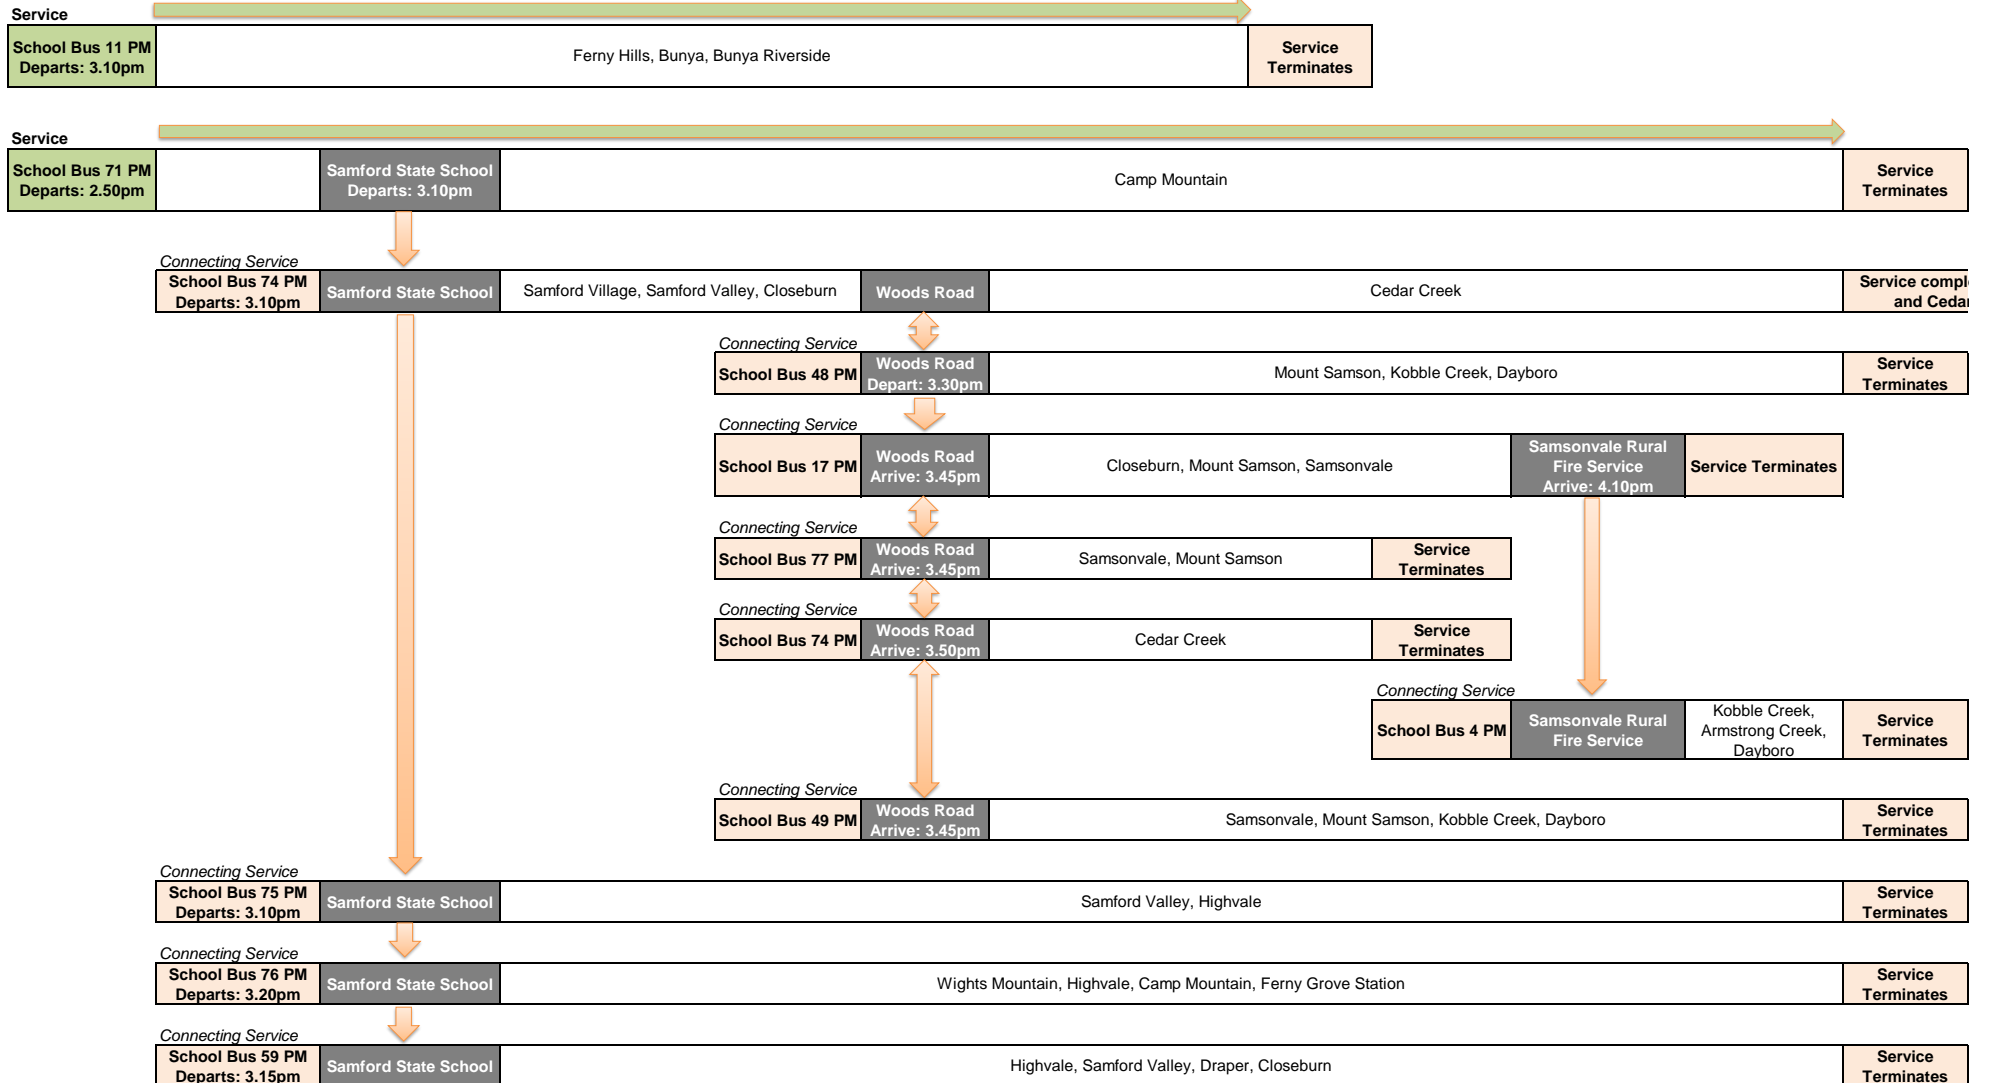 Service
School Bus 11 PM
Departs: 3.10pm
Ferny Hills, Bunya, Bunya Riverside
Service
Terminates
Service
School Bus 71 PM
Departs: 2.50pm
Samford State School
Departs: 3.10pm
Camp Mountain
Service
Terminates
Connecting Service
School Bus 74 PM
Departs: 3.10pm
Samford State School
Samford Village, Samford Valley, Closeburn
Woods Road
Cedar Creek
Service compl
and Cedar
Connecting Service
School Bus 48 PM
Woods Road
Depart: 3.30pm
Mount Samson, Kobble Creek, Dayboro
Service
Terminates
Connecting Service
School Bus 17 PM
Woods Road
Arrive: 3.45pm
Closeburn, Mount Samson, Samsonvale
Samsonvale Rural
Fire Service
Arrive: 4.10pm
Service Terminates
Connecting Service
School Bus 77 PM
Woods Road
Arrive: 3.45pm
Samsonvale, Mount Samson
Service
Terminates
Connecting Service
School Bus 74 PM
Woods Road
Arrive: 3.50pm
Cedar Creek
Service
Terminates
Connecting Service
School Bus 4 PM
Samsonvale Rural
Fire Service
Kobble Creek,
Armstrong Creek,
Dayboro
Service
Terminates
Connecting Service
School Bus 49 PM
Woods Road
Arrive: 3.45pm
Samsonvale, Mount Samson, Kobble Creek, Dayboro
Service
Terminates
Connecting Service
School Bus 75 PM
Departs: 3.10pm
Samford State School
Samford Valley, Highvale
Service
Terminates
Connecting Service
School Bus 76 PM
Departs: 3.20pm
Samford State School
Wights Mountain, Highvale, Camp Mountain, Ferny Grove Station
Service
Terminates
Connecting Service
School Bus 59 PM
Departs: 3.15pm
Samford State School
Highvale, Samford Valley, Draper, Closeburn
Service
Terminates